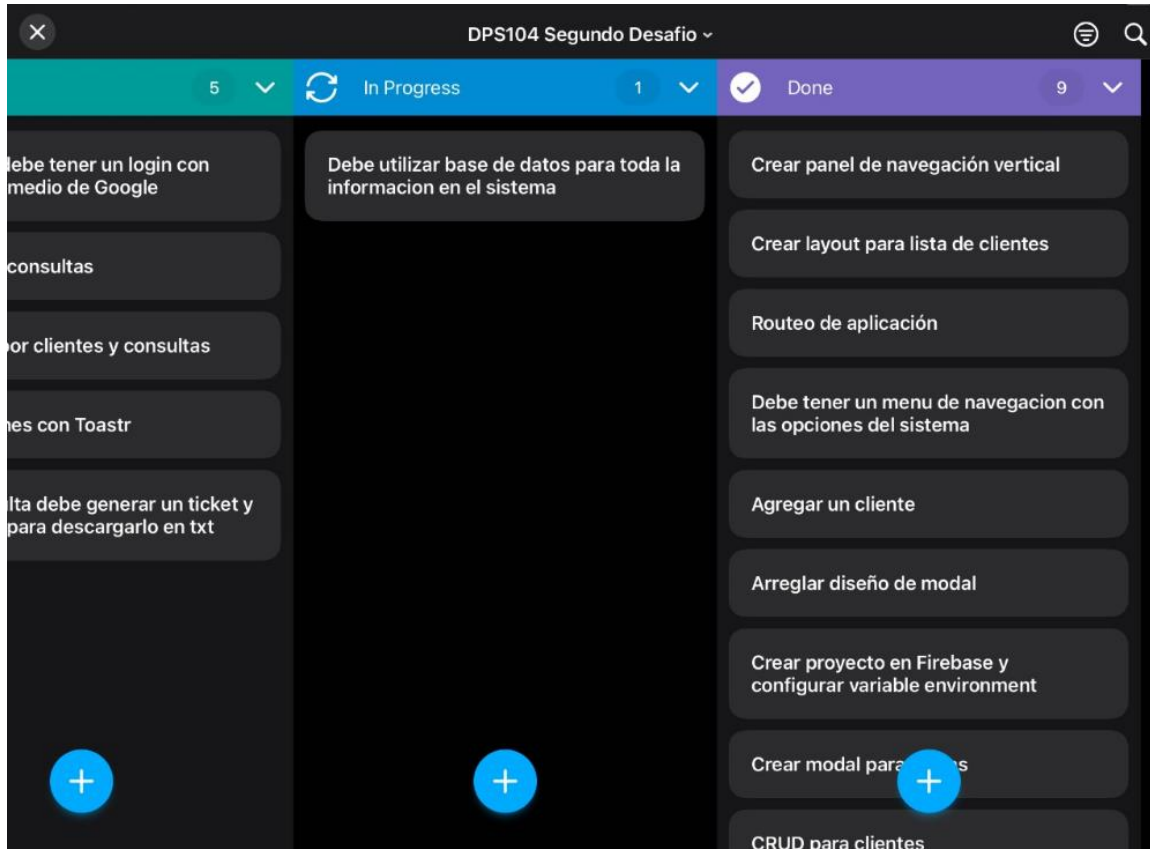 DPS104 Segundo Desafio
5
ebe tener un login con
medio de Google
consultas
or clientes y consultas
es con Toastr
lta debe generar un ticket y
para descargarlo en txt
In Progress 1
Debe utilizar base de datos para toda la
informacion en el sistema
Done 9
Crear panel de navegación vertical
Crear layout para lista de clientes
Routeo de aplicación
Debe tener un menu de navegacion con
las opciones del sistema
Agregar un cliente
Arreglar diseño de modal
Crear proyecto en Firebase y
configurar variable environment
Crear modal para
CRUD para clientes